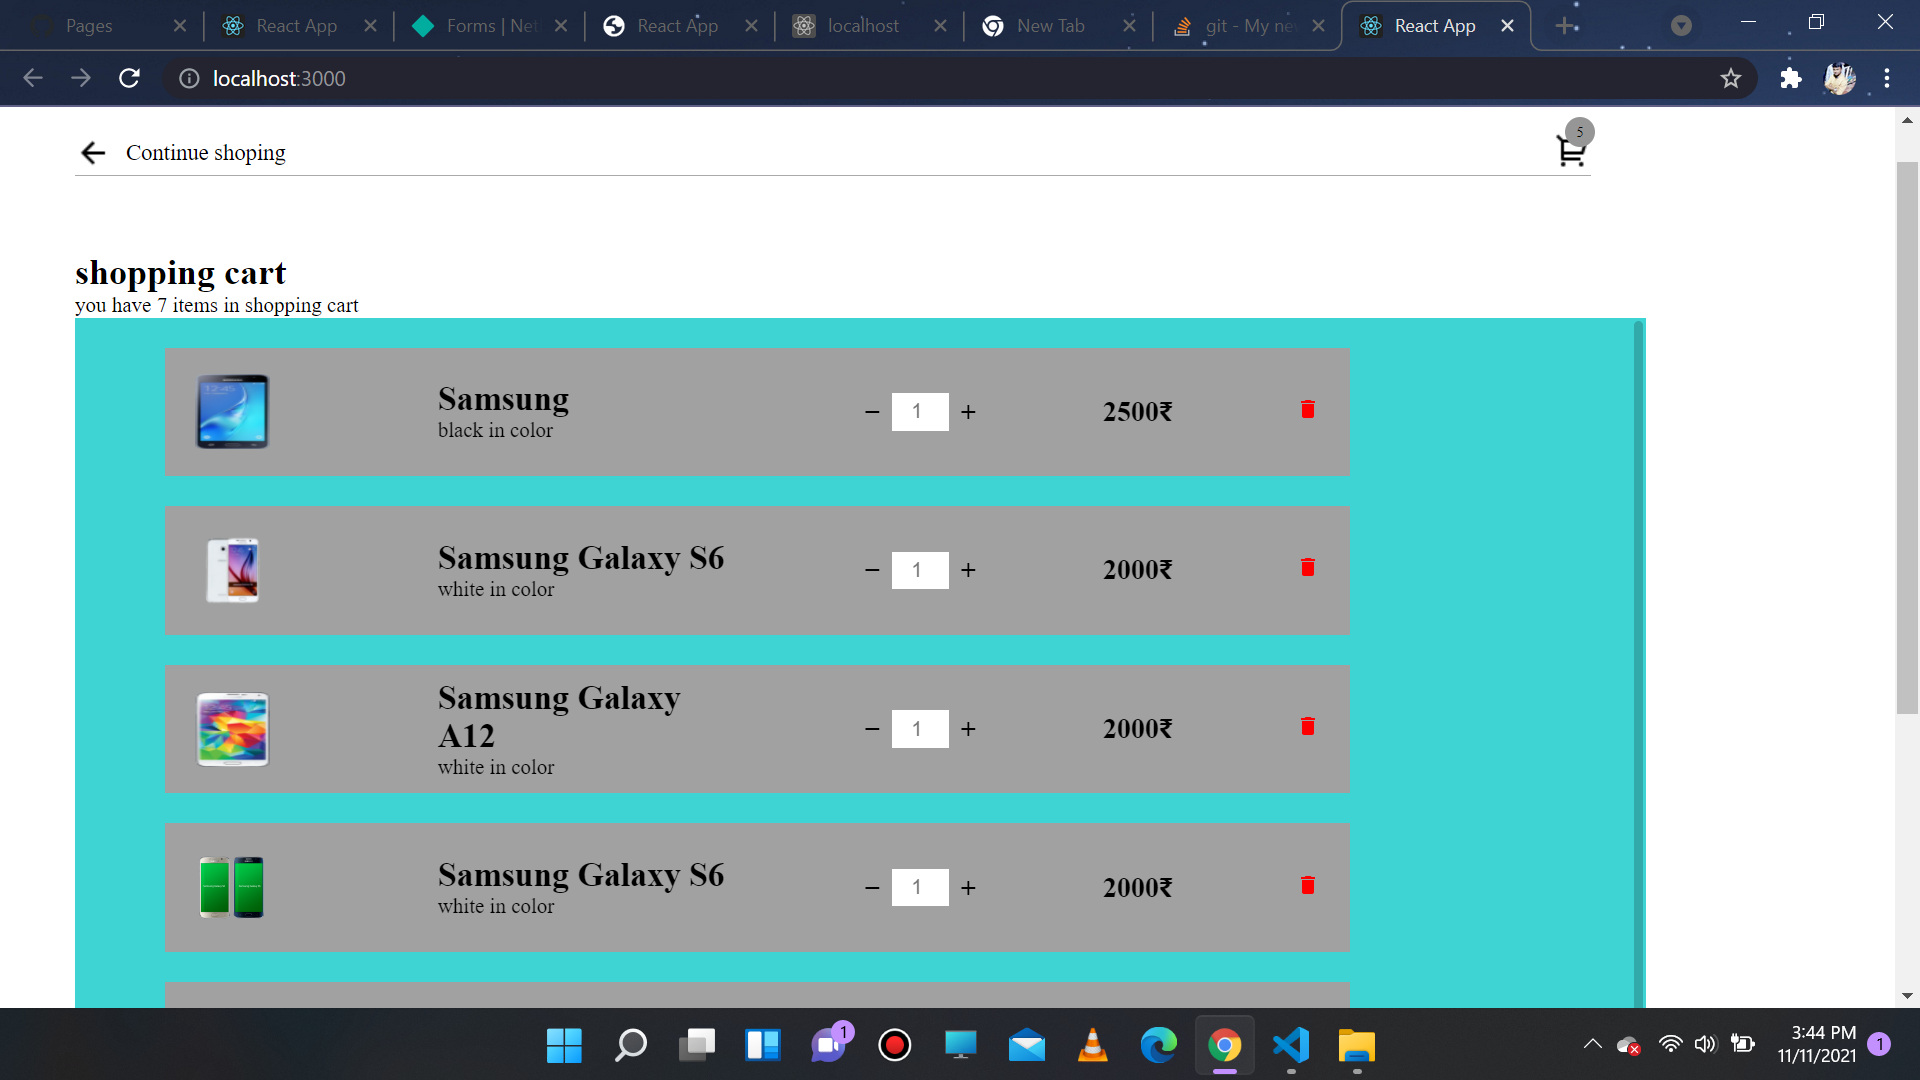 Pages
React App
Forms | Net
React App
localhost
New Tab
git - My new
React App
localhost:3000
Continue shoping
5
shopping cart
you have 7 items in shopping cart
Samsung
black in color
− 1 +
2500₹
Samsung Galaxy S6
white in color
− 1 +
2000₹
Samsung Galaxy
A12
white in color
− 1 +
2000₹
Samsung Galaxy S6
white in color
− 1 +
2000₹
1
3:44 PM
11/11/2021
1